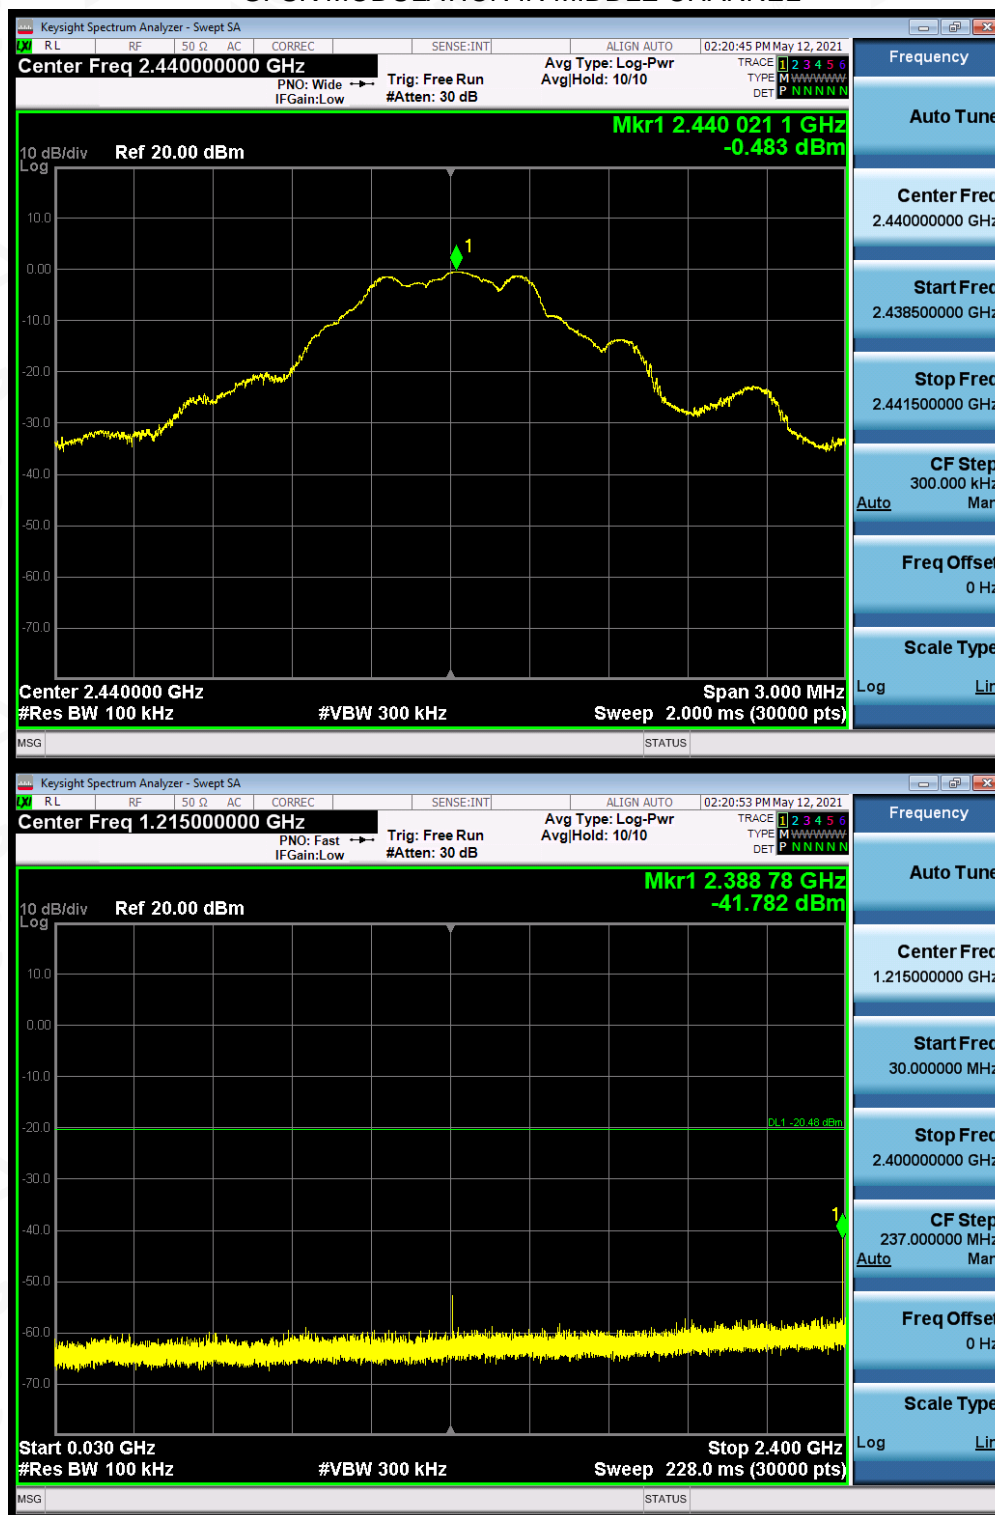 GFSK MODULATION IN MIDDLE CHANNEL
Keysight Spectrum Analyzer - Swept SA
LXI RL RF 50 Ω AC CORREC SENSE:INT ALIGN AUTO 02:20:45 PM May 12, 2021
Center Freq 2.440000000 GHz
PNO: Wide
IFGain:Low
Trig: Free Run
#Atten: 30 dB
Avg Type: Log-Pwr
Avg|Hold: 10/10
TRACE 1 2 3 4 5 6
TYPE M WWWWW
DET P N N N N N
Mkr1 2.440 021 1 GHz
-0.483 dBm
10 dB/div Ref 20.00 dBm
Log
1
10.0
0.00
-10.0
-20.0
-30.0
-40.0
-50.0
-60.0
-70.0
Center 2.440000 GHz Span 3.000 MHz
#Res BW 100 kHz #VBW 300 kHz Sweep 2.000 ms (30000 pts)
MSG STATUS
Frequency
Auto Tune
Center Freq
2.440000000 GHz
Start Freq
2.438500000 GHz
Stop Freq
2.441500000 GHz
CF Step
300.000 kHz
Auto Man
Freq Offset
0 Hz
Scale Type
Log Lin
Keysight Spectrum Analyzer - Swept SA
LXI RL RF 50 Ω AC CORREC SENSE:INT ALIGN AUTO 02:20:53 PM May 12, 2021
Center Freq 1.215000000 GHz
PNO: Fast
IFGain:Low
Trig: Free Run
#Atten: 30 dB
Avg Type: Log-Pwr
Avg|Hold: 10/10
TRACE 1 2 3 4 5 6
TYPE M WWWWW
DET P N N N N N
Mkr1 2.388 78 GHz
-41.782 dBm
10 dB/div Ref 20.00 dBm
Log
10.0
0.00
-10.0
DL1 -20.48 dBm
-20.0
-30.0
1
-40.0
-50.0
-60.0
-70.0
Start 0.030 GHz Stop 2.400 GHz
#Res BW 100 kHz #VBW 300 kHz Sweep 228.0 ms (30000 pts)
MSG STATUS
Frequency
Auto Tune
Center Freq
1.215000000 GHz
Start Freq
30.000000 MHz
Stop Freq
2.400000000 GHz
CF Step
237.000000 MHz
Auto Man
Freq Offset
0 Hz
Scale Type
Log Lin